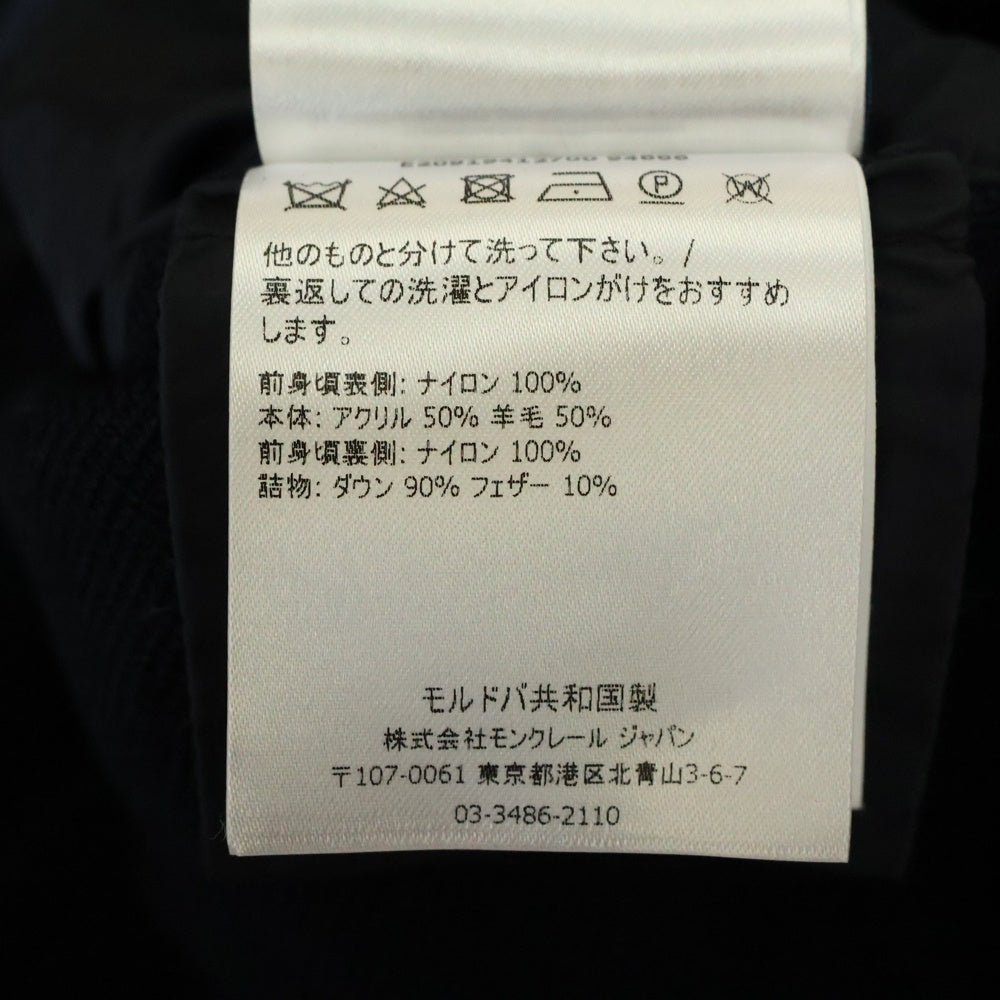 P
W
他のものと分けて洗って下さい。/
裏返しての洗濯とアイロンがけをおすすめ
します。
前身頃表側: ナイロン 100%
本体: アクリル 50% 羊毛 50%
前身頃裏側: ナイロン 100%
詰物: ダウン 90% フェザー 10%
モルドバ共和国製
株式会社モンクレール ジャパン
〒107-0061 東京都港区北青山3-6-7
03-3486-2110